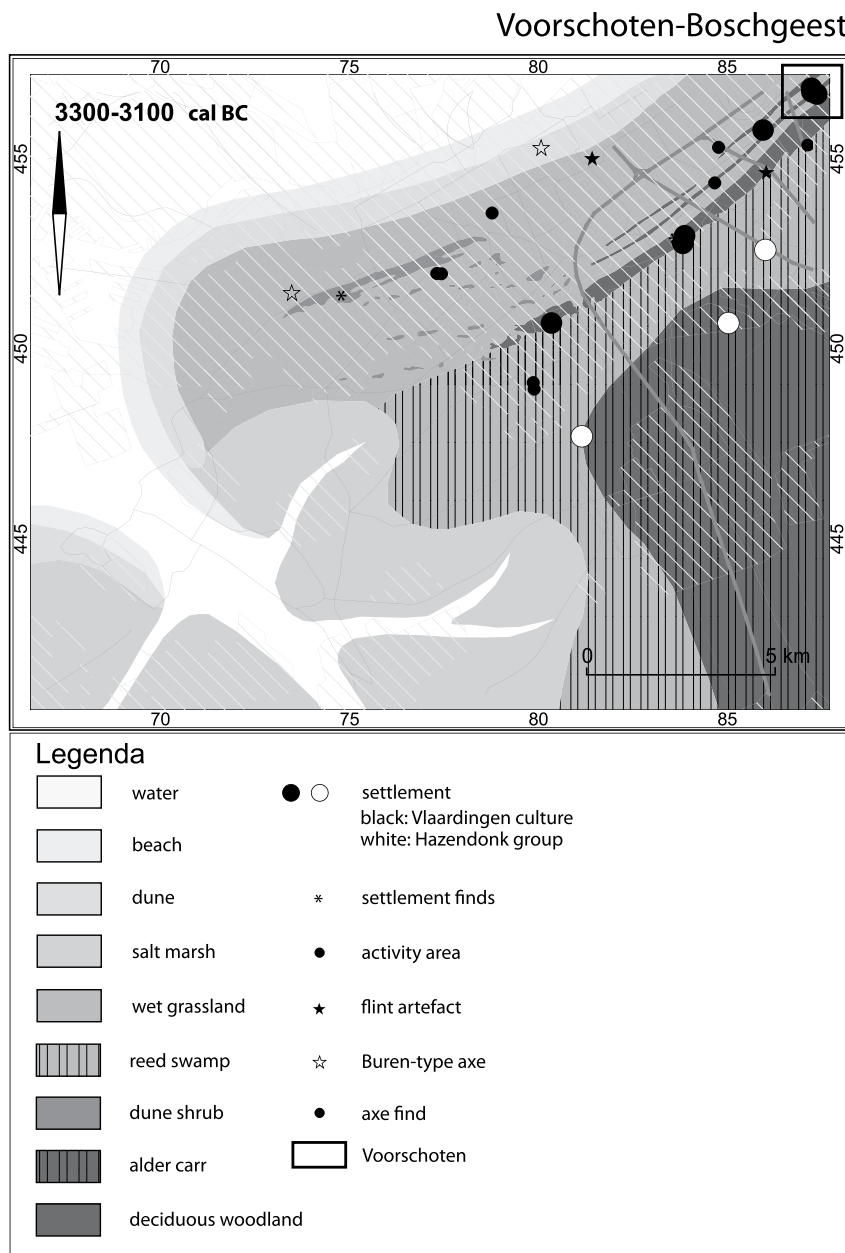 Voorschoten-Boschgeest
70 75 80 85
3300-3100 cal BC
455 455
450 450
445 445
0 5 km
70 75 80 85
Legenda
water
beach
dune
salt marsh
wet grassland
reed swamp
dune shrub
alder carr
deciduous woodland
settlement
black: Vlaardingen culture
white: Hazendonk group
settlement finds
activity area
flint artefact
Buren-type axe
axe find
Voorschoten